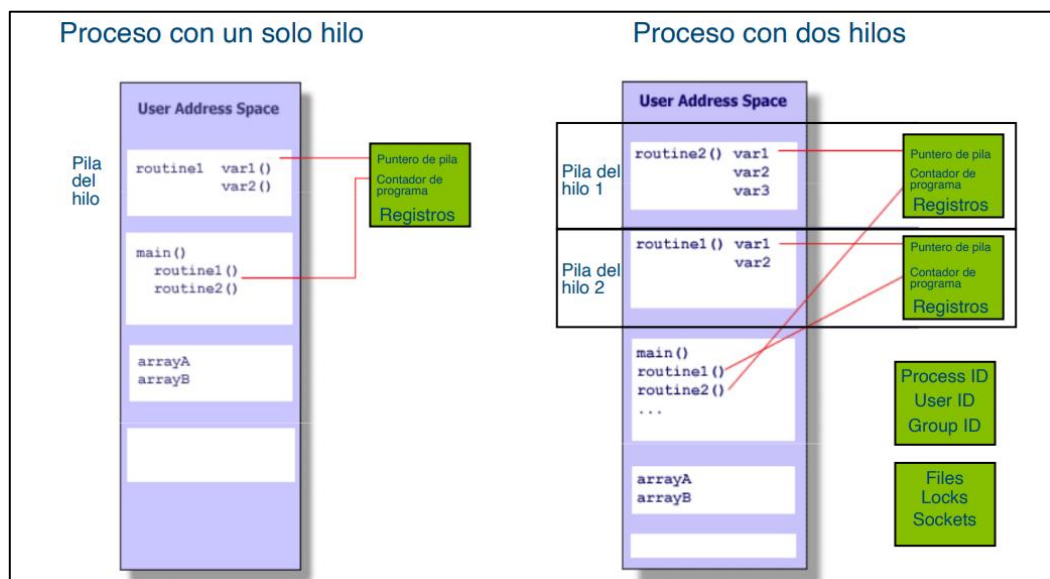 Proceso con un solo hilo
User Address Space
Pila
del
hilo
routine1 var1()
var2()
Puntero de pila
Contador de
programa
Registros
main()
routine1()
routine2()
arrayA
arrayB
Proceso con dos hilos
User Address Space
Pila del
hilo 1
routine2() var1
var2
var3
Puntero de pila
Contador de
programa
Registros
Pila del
hilo 2
routine1() var1
var2
Puntero de pila
Contador de
programa
Registros
main()
routine1()
routine2()
...
arrayA
arrayB
Process ID
User ID
Group ID
Files
Locks
Sockets